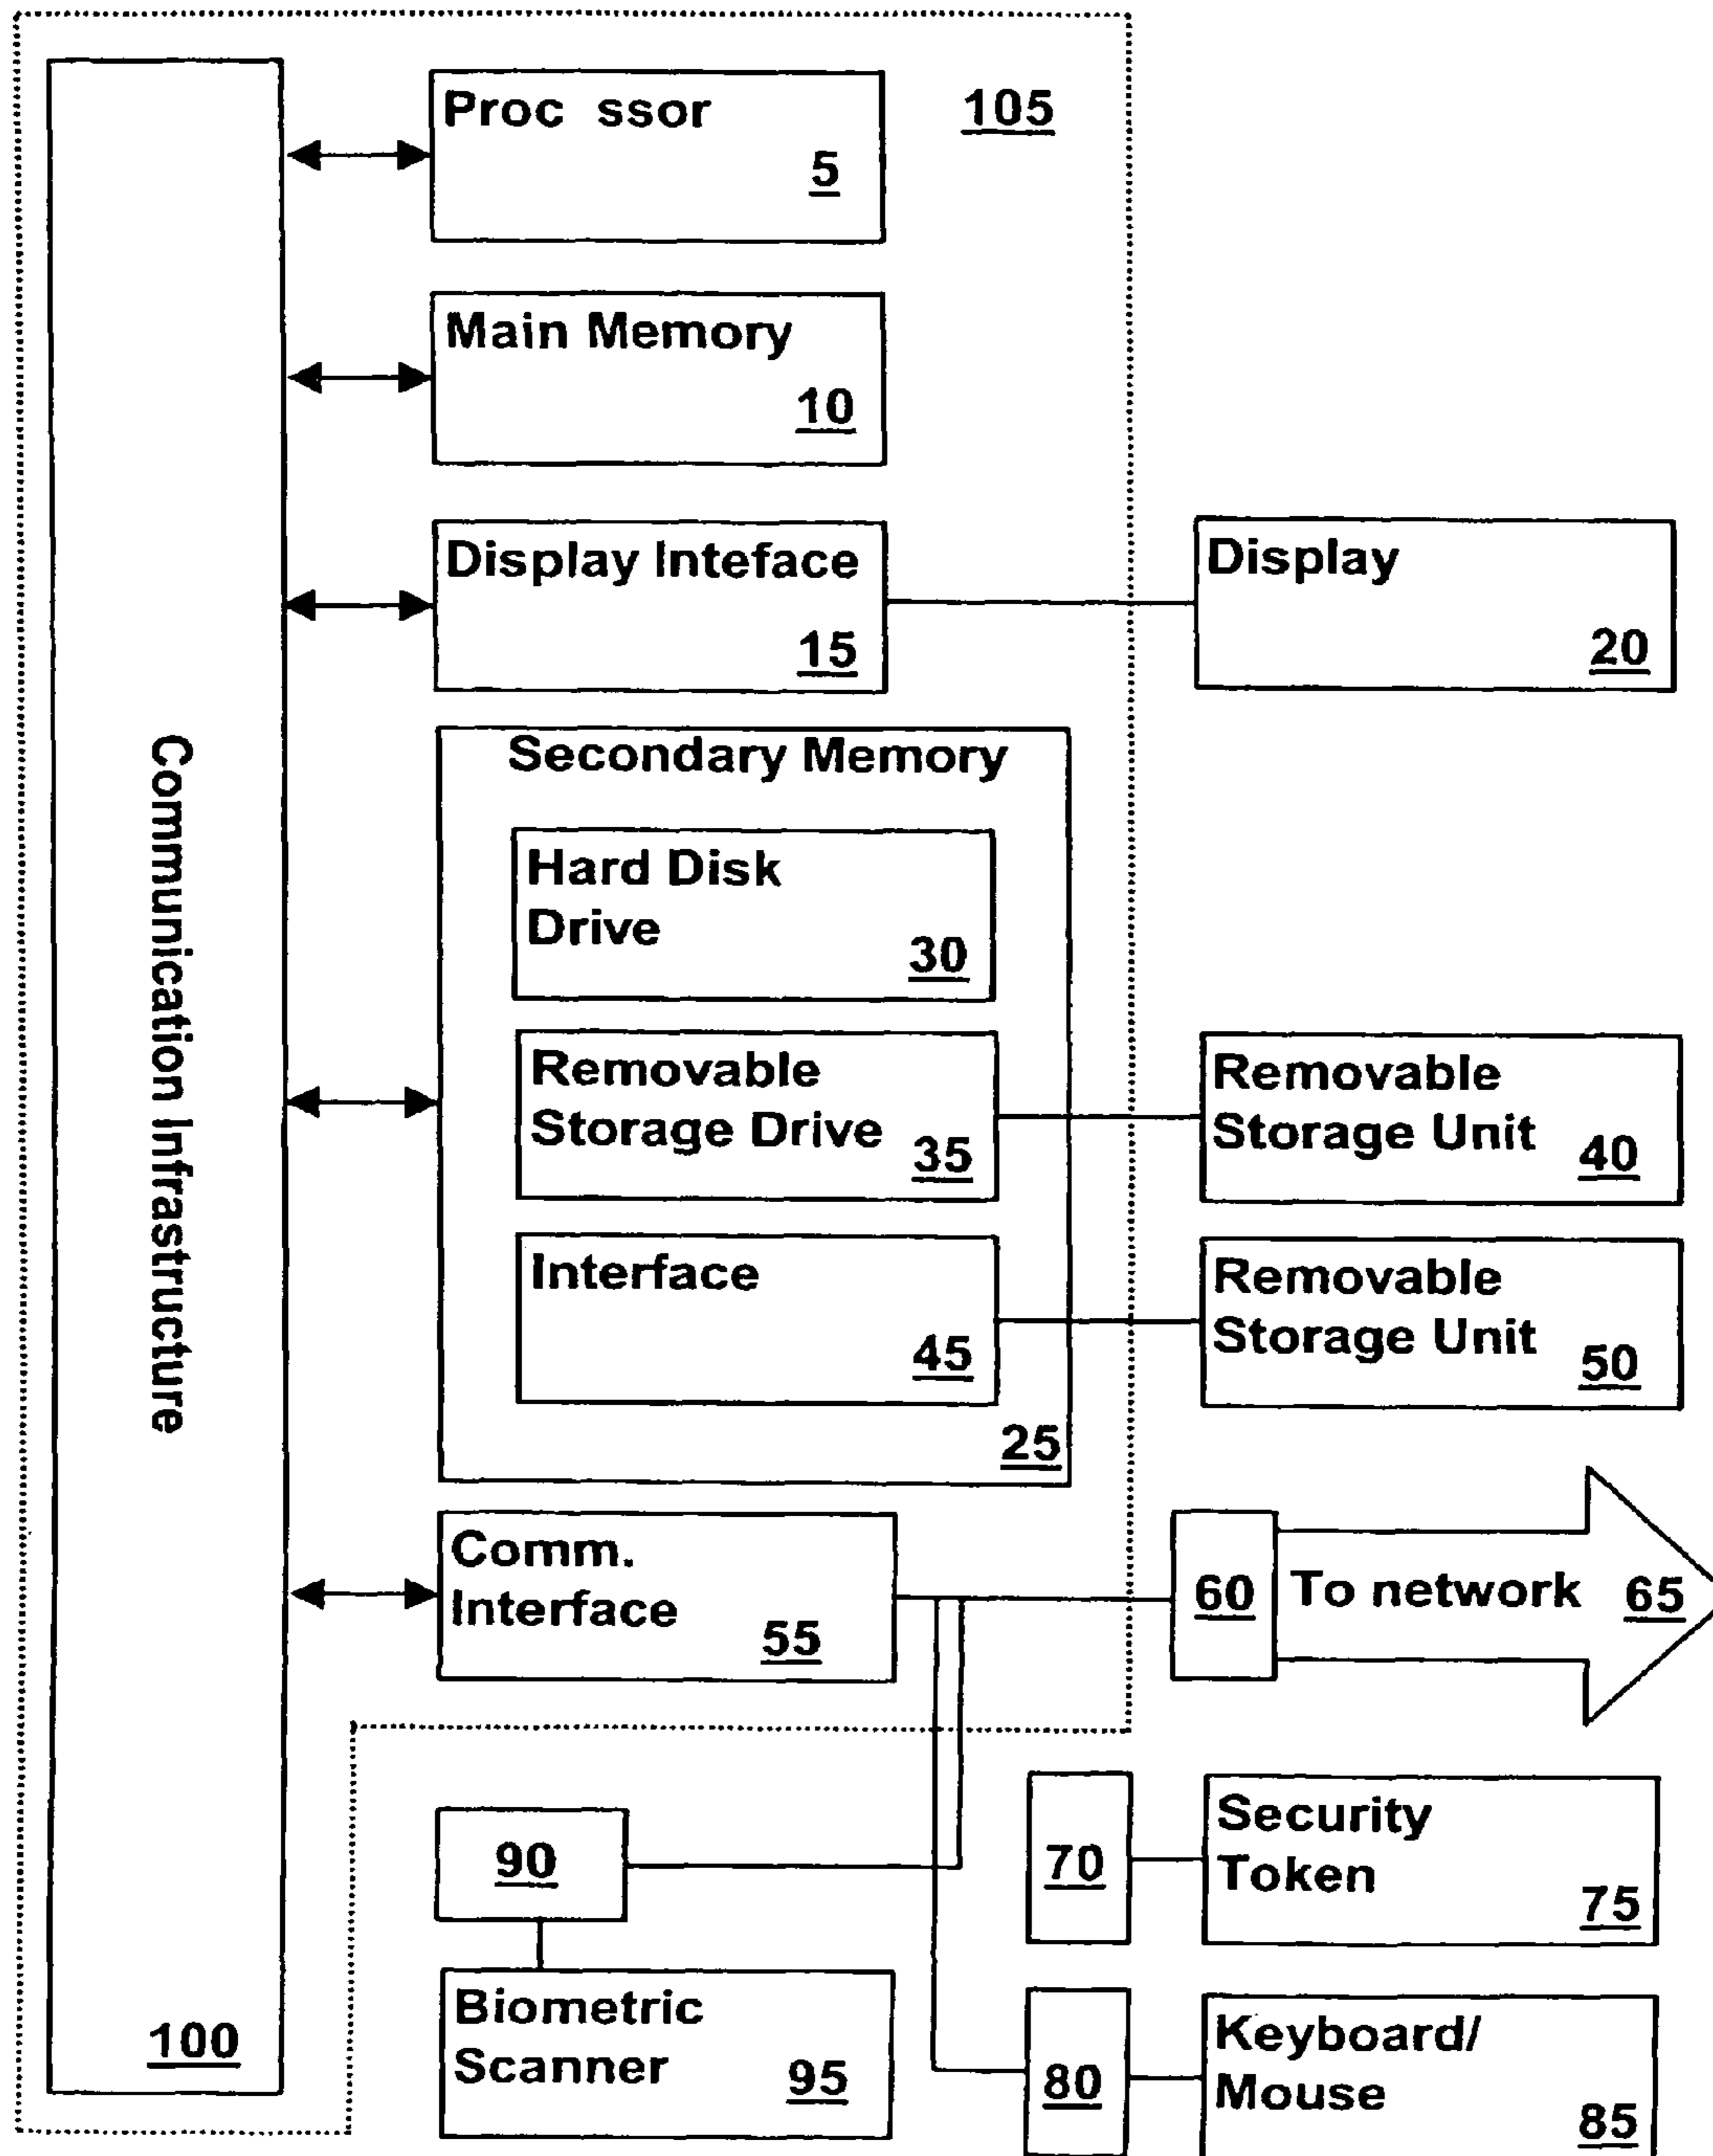 Proc ssor
5
105
Main Memory
10
Display Inteface
15
Display
20
Communication Infrastructure
100
Secondary Memory
Hard Disk
Drive
30
Removable
Storage Drive
35
Removable
Storage Unit
40
Interface
45
Removable
Storage Unit
50
25
Comm.
Interface
55
60
To network
65
90
70
Security
Token
75
Biometric
Scanner
95
80
Keyboard/
Mouse
85